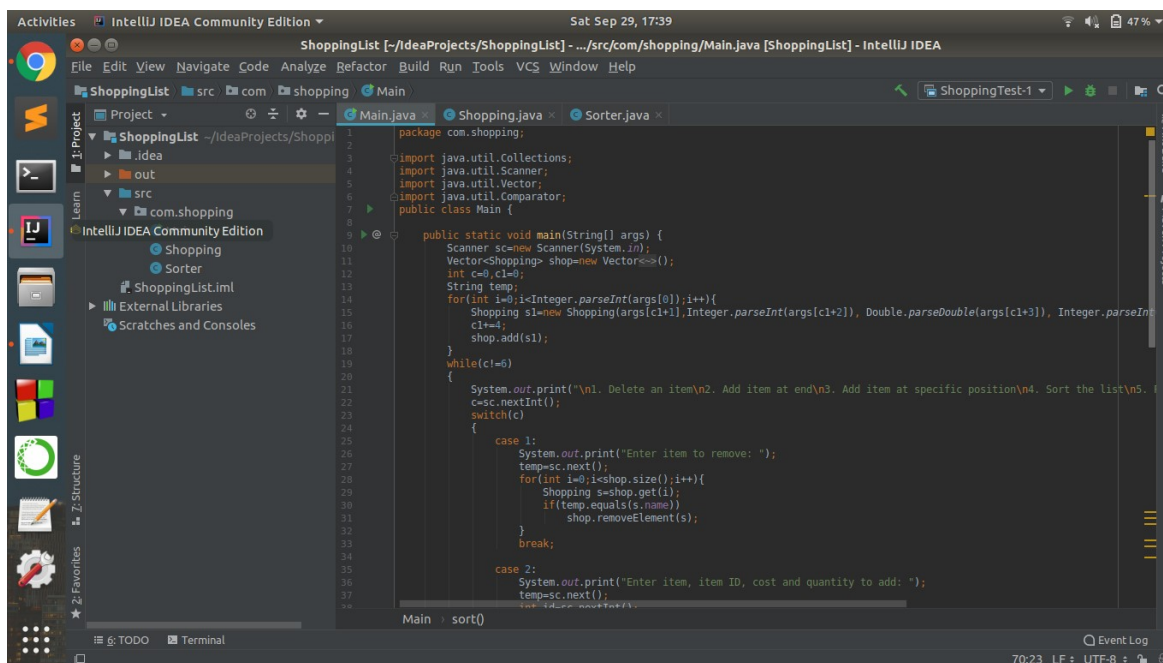 Activities IntelliJ IDEA Community Edition Sat Sep 29, 17:39 47 %
ShoppingList [~/IdeaProjects/ShoppingList] - .../src/com/shopping/Main.java [ShoppingList] - IntelliJ IDEA
File Edit View Navigate Code Analyze Refactor Build Run Tools VCS Window Help
ShoppingList src com shopping Main ShoppingTest-1
Project Main.java Shopping.java Sorter.java
1: Project
Learn
7: Structure
2: Favorites
ShoppingList ~/IdeaProjects/Shoppi
.idea
out
src
com.shopping
IntelliJ IDEA Community Edition
Shopping
Sorter
ShoppingList.iml
External Libraries
Scratches and Consoles
1 package com.shopping;
2
3 import java.util.Collections;
4 import java.util.Scanner;
5 import java.util.Vector;
6 import java.util.Comparator;
7 public class Main {
8
9 public static void main(String[] args) {
10 Scanner sc=new Scanner(System.in);
11 Vector<Shopping> shop=new Vector<~>();
12 int c=0,c1=0;
13 String temp;
14 for(int i=0;i<Integer.parseInt(args[0]);i++){
15 Shopping s1=new Shopping(args[c1+1],Integer.parseInt(args[c1+2]), Double.parseDouble(args[c1+3]), Integer.parseInt
16 c1+=4;
17 shop.add(s1);
18 }
19 while(c!=6)
20 {
21 System.out.print("\n1. Delete an item\n2. Add item at end\n3. Add item at specific position\n4. Sort the list\n5.
22 c=sc.nextInt();
23 switch(c)
24 {
25 case 1:
26 System.out.print("Enter item to remove: ");
27 temp=sc.next();
28 for(int i=0;i<shop.size();i++){
29 Shopping s=shop.get(i);
30 if(temp.equals(s.name))
31 shop.removeElement(s);
32 }
33 break;
34
35 case 2:
36 System.out.print("Enter item, item ID, cost and quantity to add: ");
37 temp=sc.next();
38 int id=sc.nextInt();
Main sort()
6: TODO Terminal Event Log
70:23 LF UTF-8